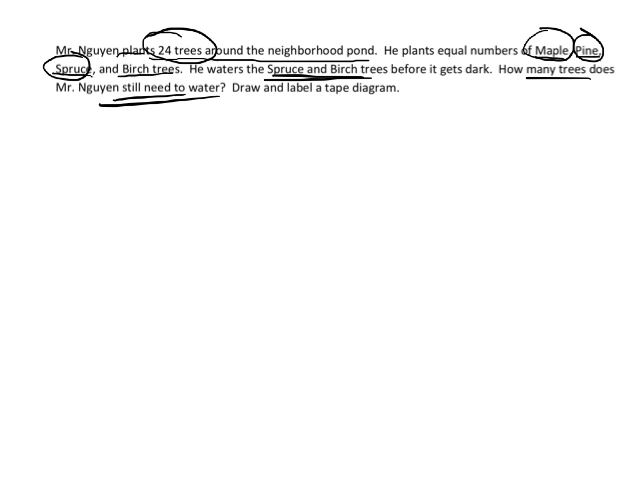 Mr. Nguyen plants 24 trees around the neighborhood pond. He plants equal numbers of Maple, Pine,
Spruce, and Birch trees. He waters the Spruce and Birch trees before it gets dark. How many trees does
Mr. Nguyen still need to water? Draw and label a tape diagram.